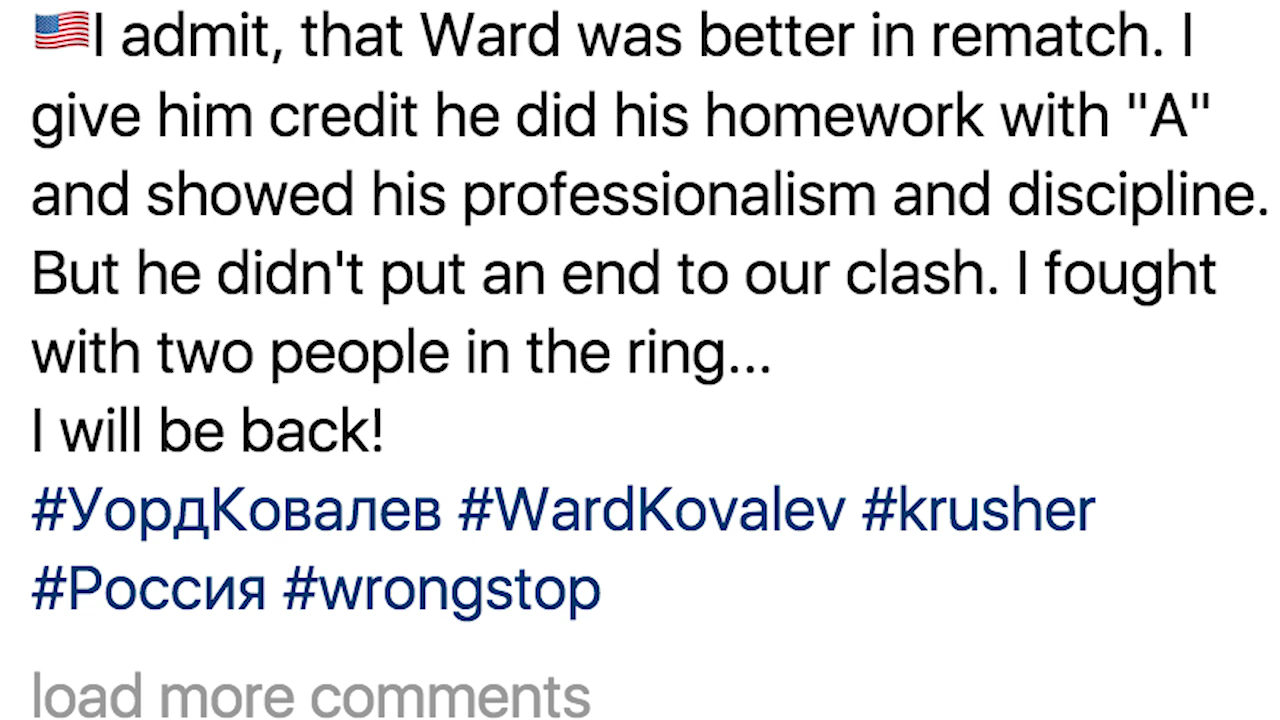 🇺🇸I admit, that Ward was better in rematch. I
give him credit he did his homework with "A"
and showed his professionalism and discipline.
But he didn't put an end to our clash. I fought
with two people in the ring...
I will be back!
#УордКовалев #WardKovalev #krusher
#Россия #wrongstop
load more comments